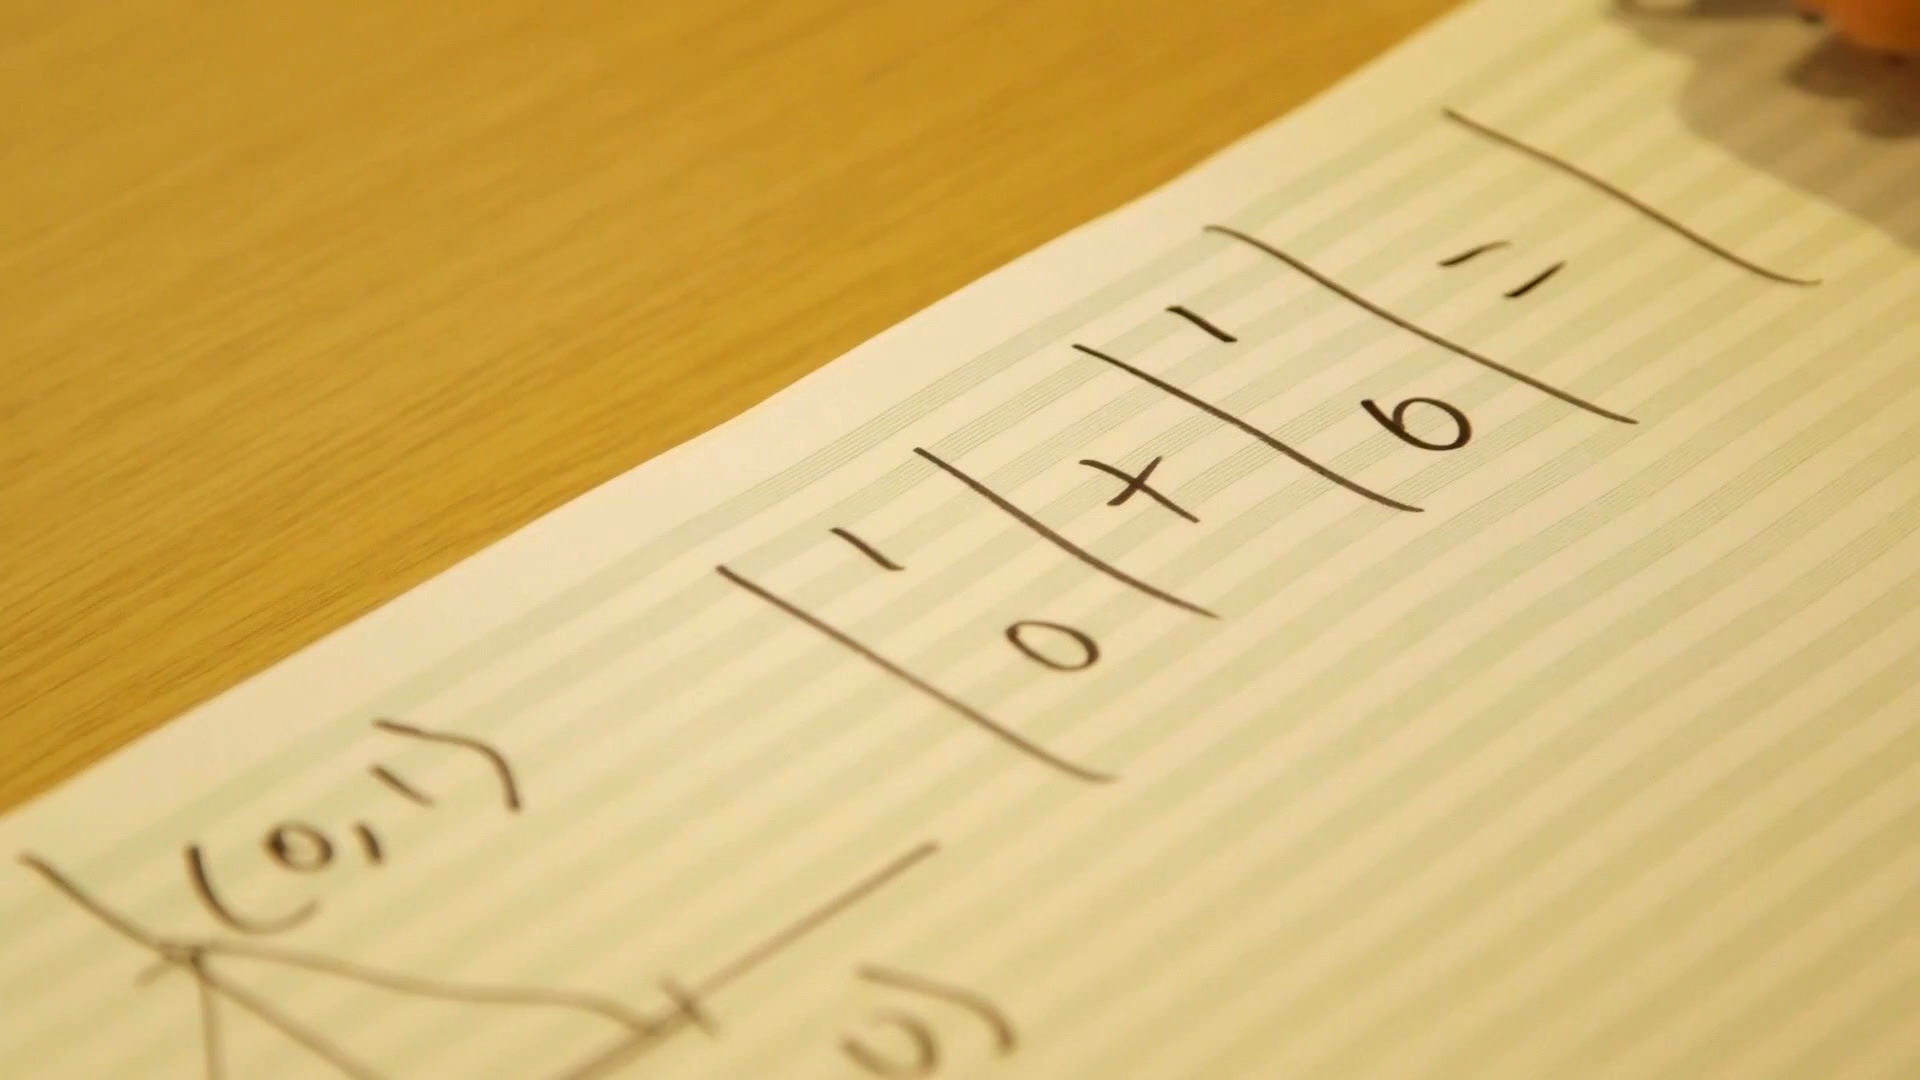 (0,1)
| 1 | + | 1 | = |
0 6